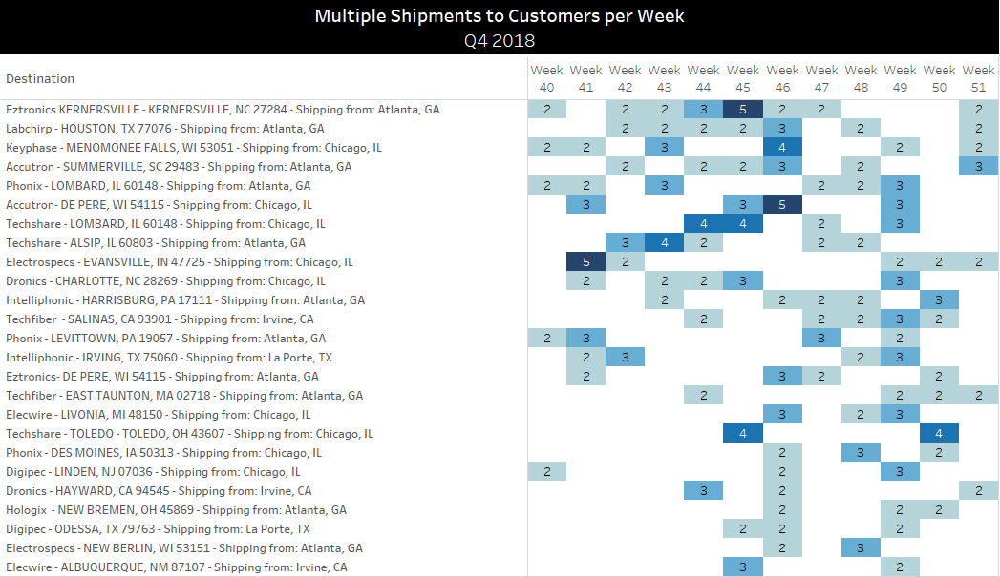 Multiple Shipments to Customers per Week
Q4 2018
Destination Week 40 Week 41 Week 42 Week 43 Week 44 Week 45 Week 46 Week 47 Week 48 Week 49 Week 50 Week 51
Eztronics KERNERSVILLE - KERNERSVILLE, NC 27284 - Shipping from: Atlanta, GA 2 2 2 3 5 2 2 2
Labchirp - HOUSTON, TX 77076 - Shipping from: Atlanta, GA 2 2 2 2 3 2 2
Keyphase - MENOMONEE FALLS, WI 53051 - Shipping from: Chicago, IL 2 2 3 4 2 2
Accutron - SUMMERVILLE, SC 29483 - Shipping from: Atlanta, GA 2 2 2 3 2 3
Phonix - LOMBARD, IL 60148 - Shipping from: Atlanta, GA 2 2 3 2 2 3
Accutron- DE PERE, WI 54115 - Shipping from: Chicago, IL 3 3 5 3
Techshare - LOMBARD, IL 60148 - Shipping from: Chicago, IL 4 4 2 3
Techshare - ALSIP, IL 60803 - Shipping from: Atlanta, GA 3 4 2 2 2
Electrospecs - EVANSVILLE, IN 47725 - Shipping from: Chicago, IL 5 2 2 2 2
Dronics - CHARLOTTE, NC 28269 - Shipping from: Chicago, IL 2 2 2 3 3
Intelliphonic - HARRISBURG, PA 17111 - Shipping from: Atlanta, GA 2 2 2 2 3
Techfiber - SALINAS, CA 93901 - Shipping from: Irvine, CA 2 2 2 3 2
Phonix - LEVITTOWN, PA 19057 - Shipping from: Atlanta, GA 2 3 3 2
Intelliphonic - IRVING, TX 75060 - Shipping from: La Porte, TX 2 3 2 3
Eztronics- DE PERE, WI 54115 - Shipping from: Atlanta, GA 2 3 2 2
Techfiber - EAST TAUNTON, MA 02718 - Shipping from: Atlanta, GA 2 2 2 2
Elecwire - LIVONIA, MI 48150 - Shipping from: Chicago, IL 3 2 3
Techshare - TOLEDO - TOLEDO, OH 43607 - Shipping from: Chicago, IL 4 4
Phonix - DES MOINES, IA 50313 - Shipping from: Chicago, IL 2 3 2
Digipec - LINDEN, NJ 07036 - Shipping from: Chicago, IL 2 2 3
Dronics - HAYWARD, CA 94545 - Shipping from: Irvine, CA 3 2 2
Hologix - NEW BREMEN, OH 45869 - Shipping from: Atlanta, GA 2 2 2
Digipec - ODESSA, TX 79763 - Shipping from: La Porte, TX 2 2 2
Electrospecs - NEW BERLIN, WI 53151 - Shipping from: Atlanta, GA 2 3
Elecwire - ALBUQUERQUE, NM 87107 - Shipping from: Irvine, CA 3 2